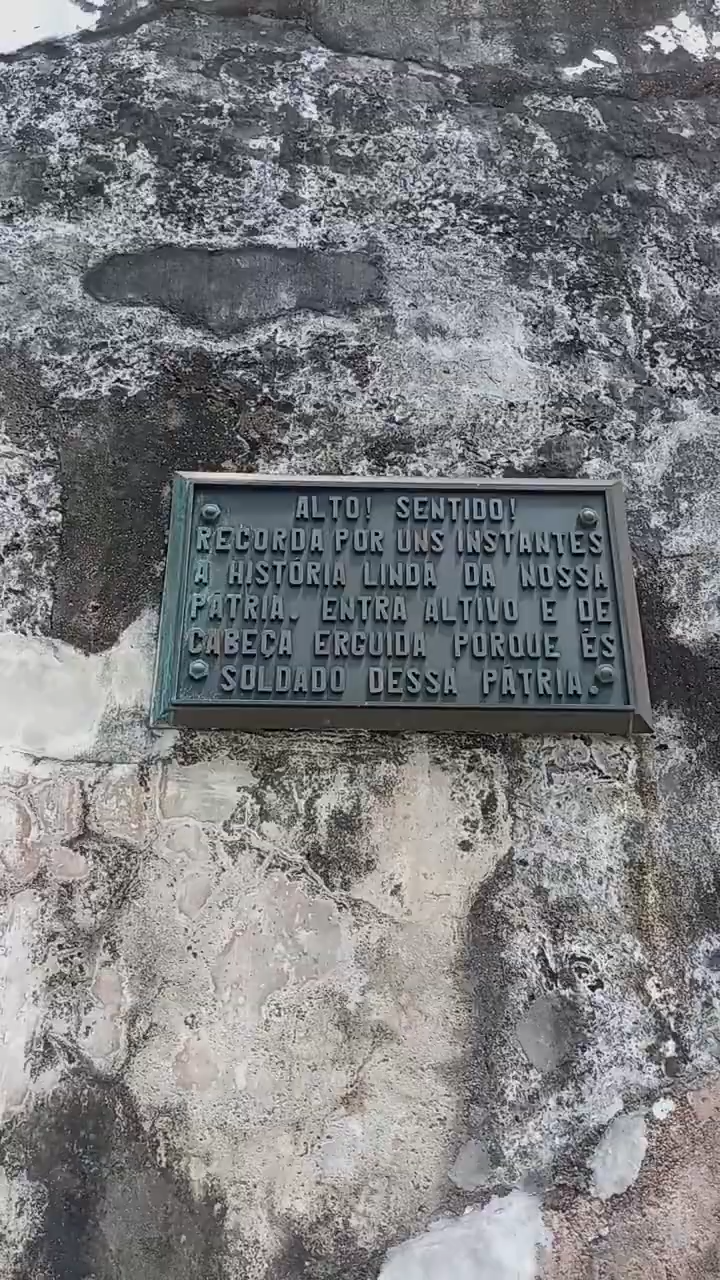 ALTO! SENTIDO!
RECORDA POR UNS INSTANTES
A HISTÓRIA LINDA DA NOSSA
PÁTRIA. ENTRA ALTIVO E DE
CABEÇA ERGUIDA PORQUE ÉS
SOLDADO DESSA PÁTRIA.